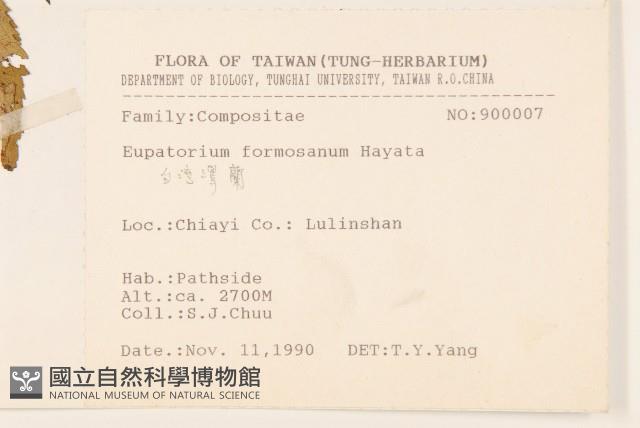 FLORA OF TAIWAN(TUNG-HERBARIUM)
DEPARTMENT OF BIOLOGY, TUNGHAI UNIVERSITY, TAIWAN R.O.CHINA
Family:Compositae NO:900007
Eupatorium formosanum Hayata
台灣澤蘭
Loc.:Chiayi Co.: Lulinshan
Hab.:Pathside
Alt.:ca. 2700M
Coll.:S.J.Chuu
Date.:Nov. 11,1990 DET:T.Y.Yang
國立自然科學博物館
NATIONAL MUSEUM OF NATURAL SCIENCE